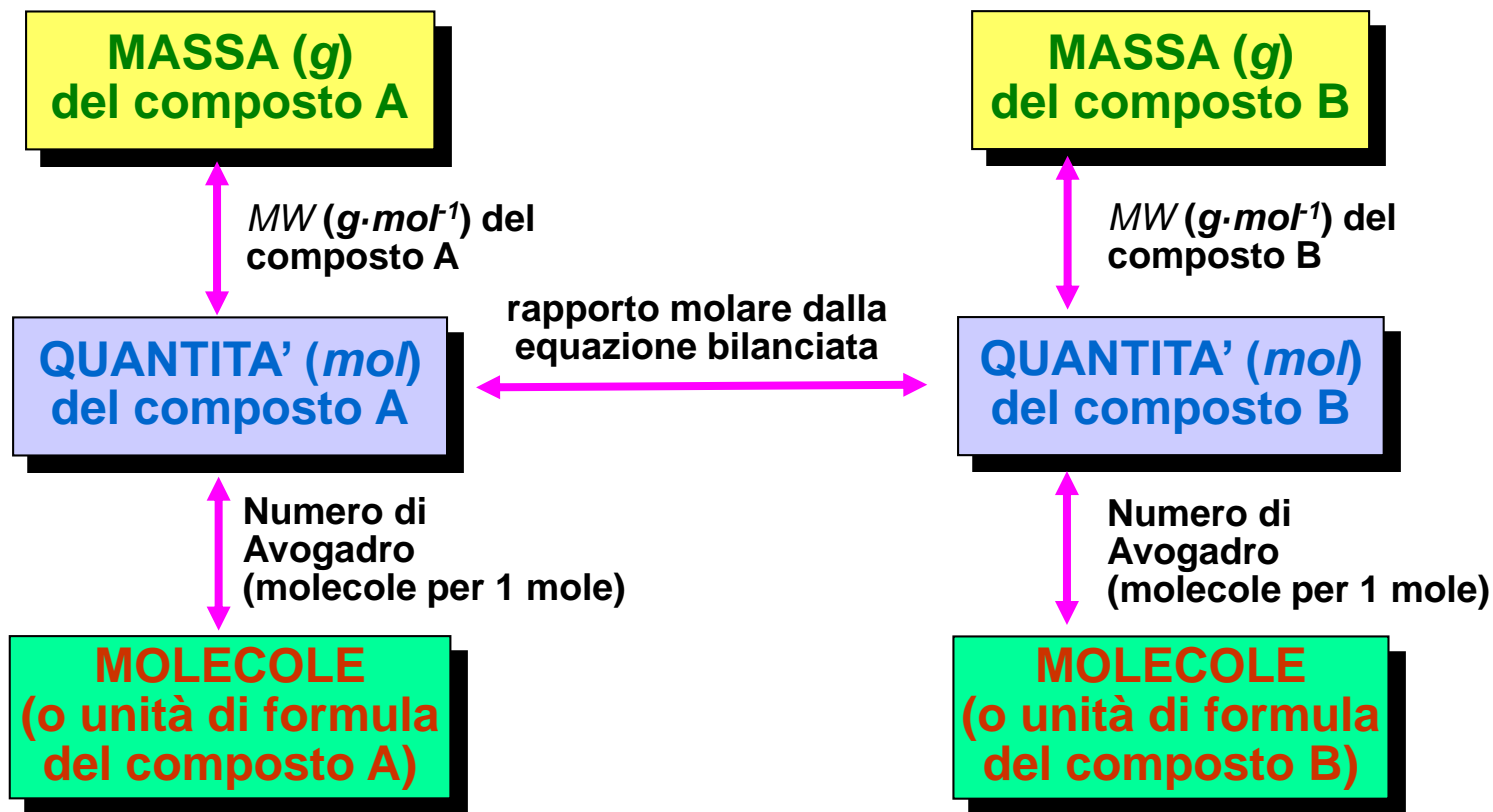 MASSA (g)
del composto A
MASSA (g)
del composto B
MW (g·mol-1) del
composto A
MW (g·mol-1) del
composto B
rapporto molare dalla
equazione bilanciata
QUANTITA’ (mol)
del composto A
QUANTITA’ (mol)
del composto B
Numero di
Avogadro
(molecole per 1 mole)
Numero di
Avogadro
(molecole per 1 mole)
MOLECOLE
(o unità di formula
del composto A)
MOLECOLE
(o unità di formula
del composto B)